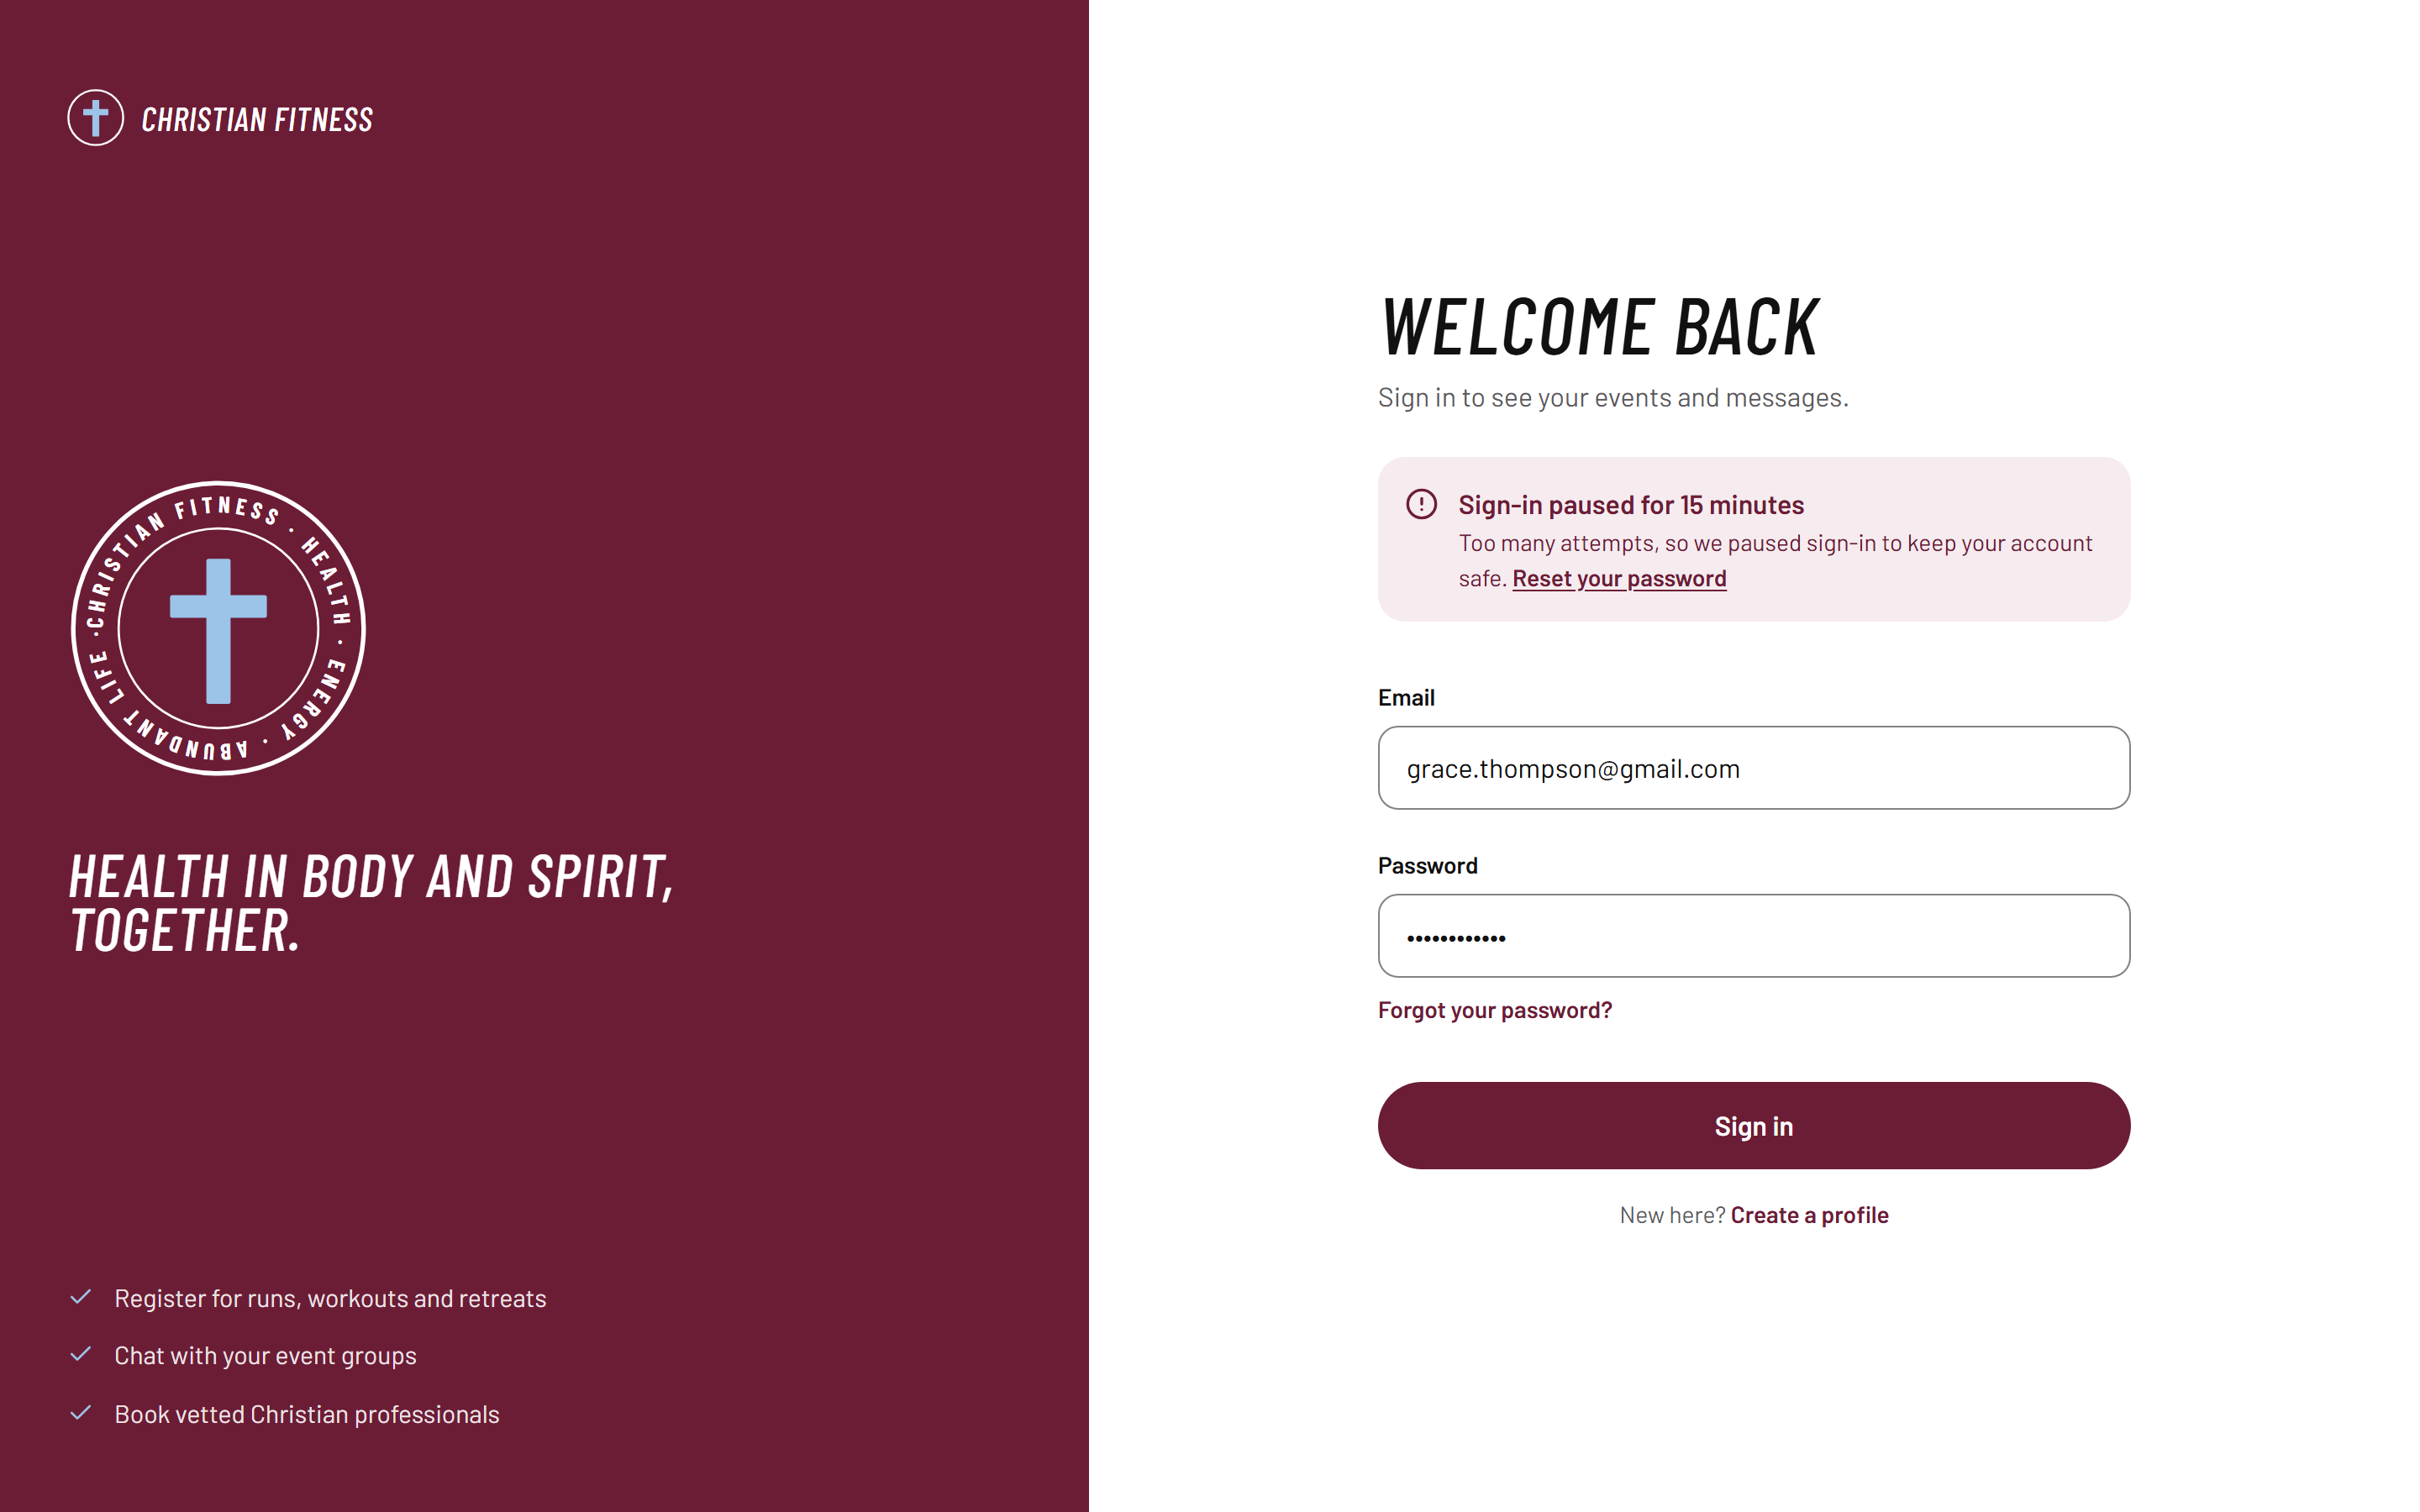 CHRISTIAN FITNESS
CHRISTIAN FITNESS · HEALTH · ENERGY · ABUNDANT LIFE ·
HEALTH IN BODY AND SPIRIT,
TOGETHER.
Register for runs, workouts and retreats
Chat with your event groups
Book vetted Christian professionals
WELCOME BACK
Sign in to see your events and messages.
Sign-in paused for 15 minutes
Too many attempts, so we paused sign-in to keep your account
safe. Reset your password
Email
grace.thompson@gmail.com
Password
••••••••••••
Forgot your password?
Sign in
New here? Create a profile